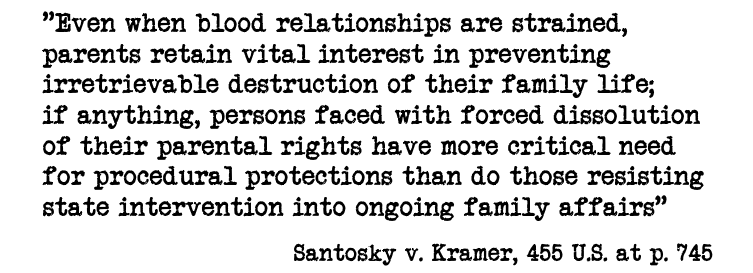 ”Even when blood relationships are strained,
parents retain vital interest in preventing
irretrievable destruction of their family life;
if anything, persons faced with forced dissolution
of their parental rights have more critical need
for procedural protections than do those resisting
state intervention into ongoing family affairs”
Santosky v. Kramer, 455 U.S. at p. 745